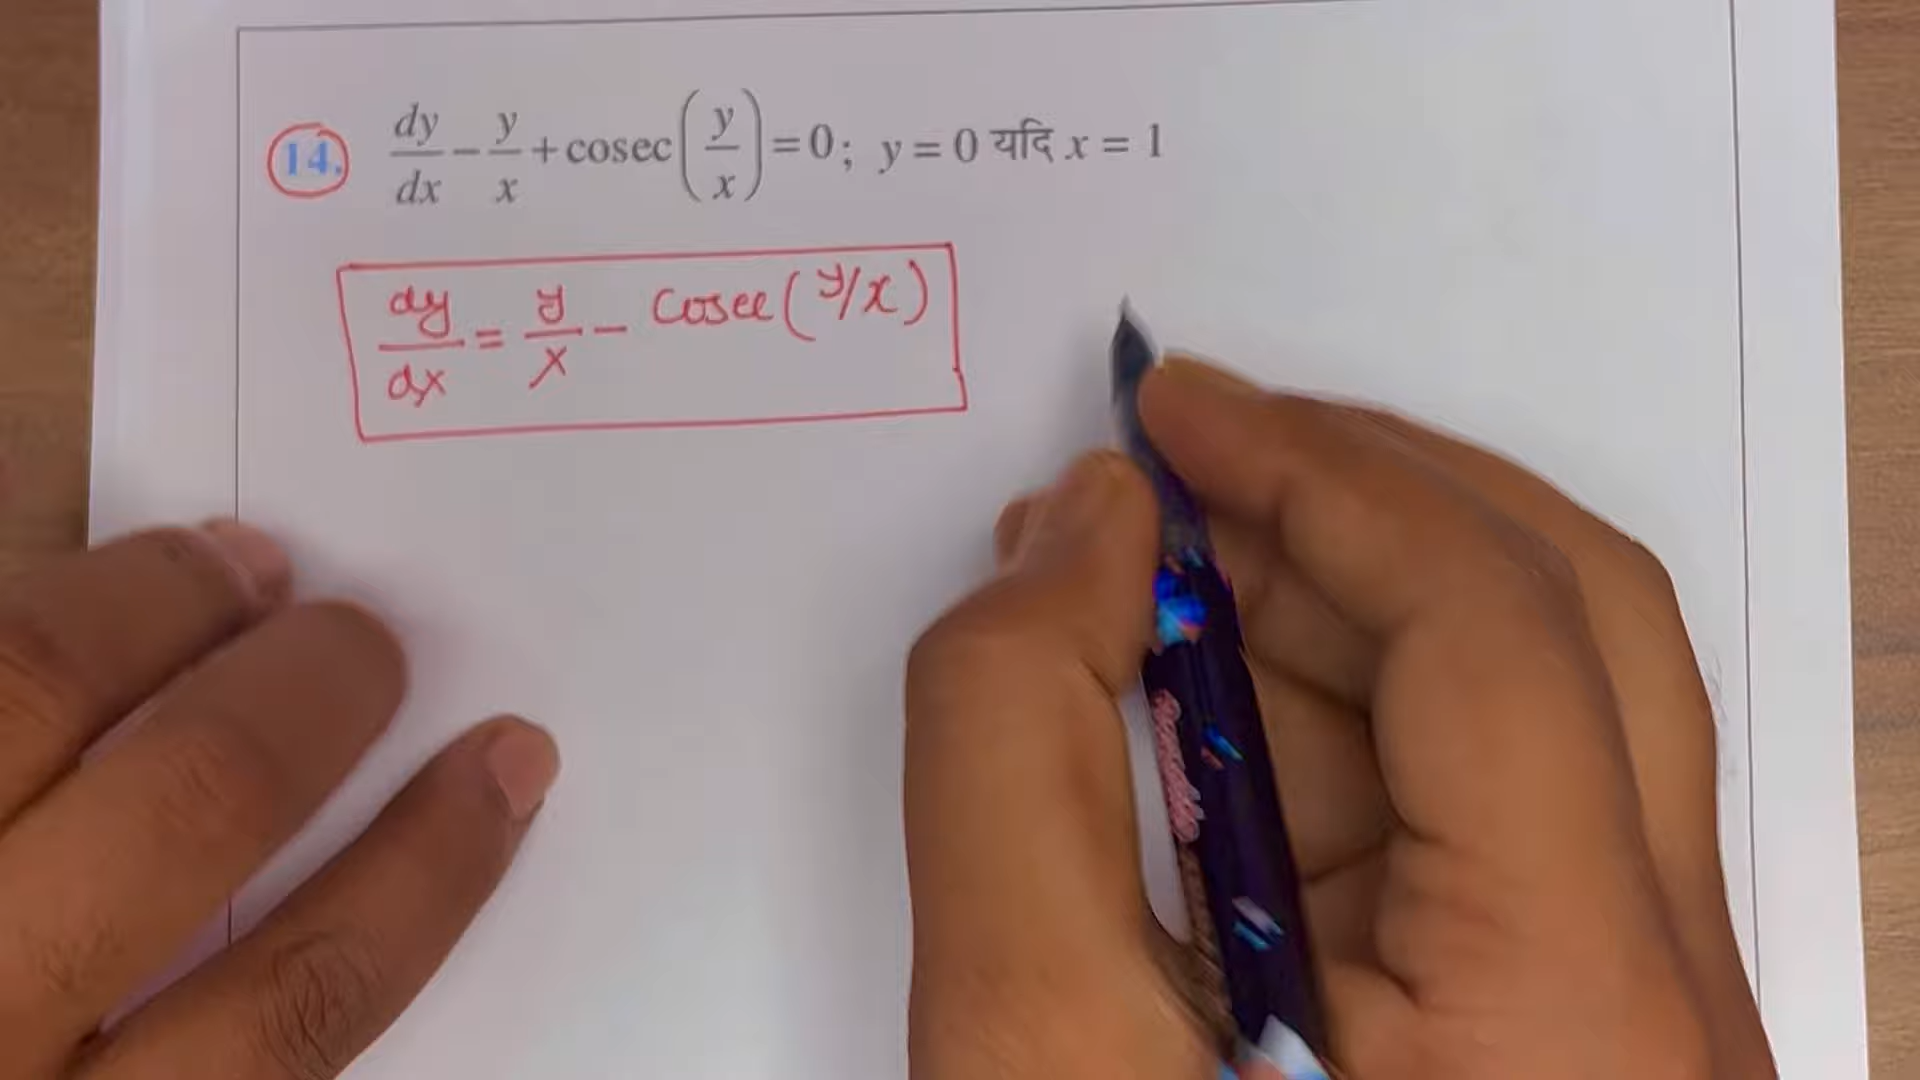 14. dy/dx - y/x + cosec(y/x) = 0; y = 0 यदि x = 1
dy/dx = y/x - Cosec(y/x)